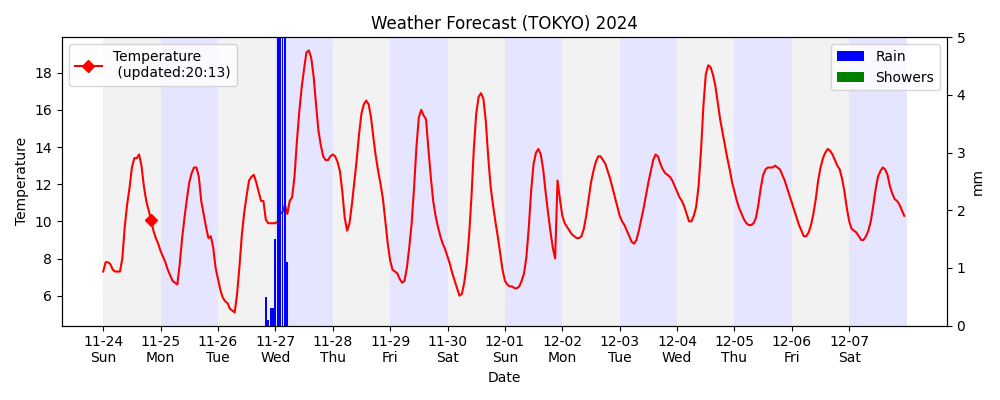 Weather Forecast (TOKYO) 2024
Temperature
(updated:20:13)
Rain
Showers
Temperature
18
16
14
12
10
8
6
5
4
3
2
1
0
mm
11-24 11-25 11-26 11-27 11-28 11-29 11-30 12-01 12-02 12-03 12-04 12-05 12-06 12-07
Sun Mon Tue Wed Thu Fri Sat Sun Mon Tue Wed Thu Fri Sat
Date